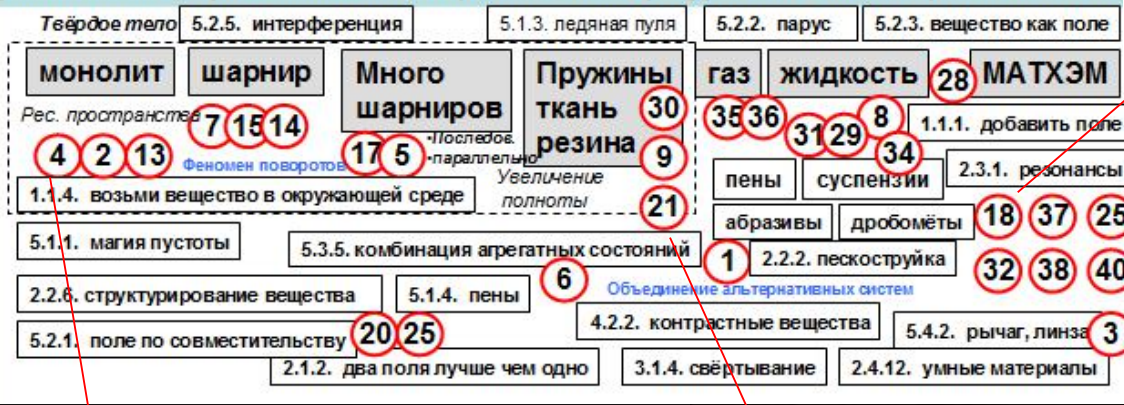 Твёрдое тело 5.2.5. интерференция 5.1.3. ледяная пуля 5.2.2. парус 5.2.3. вещество как поле
монолит шарнир Много шарниров Пружины ткань резина газ жидкость 28 МАТХЭМ
Рес. пространства 7 15 14 30 35 36 31 29 8 1.1.1. добавить поле
4 2 13 Феномен поворотов 17 5 •Последов.
•параллельно 9 34
1.1.4. возьми вещество в окружающей среде Увеличение полноты 21 пены суспензии 2.3.1. резонансы
абразивы дробомёты 18 37 25
5.1.1. магия пустоты 5.3.5. комбинация агрегатных состояний 1 2.2.2. пескоструйка 32 38 40
2.2.6. структурирование вещества 5.1.4. пены 6 Объединение альтернативных систем
5.2.1. поле по совместительству 20 25 4.2.2. контрастные вещества 5.4.2. рычаг, линза 3
2.1.2. два поля лучше чем одно 3.1.4. свёртывание 2.4.12. умные материалы